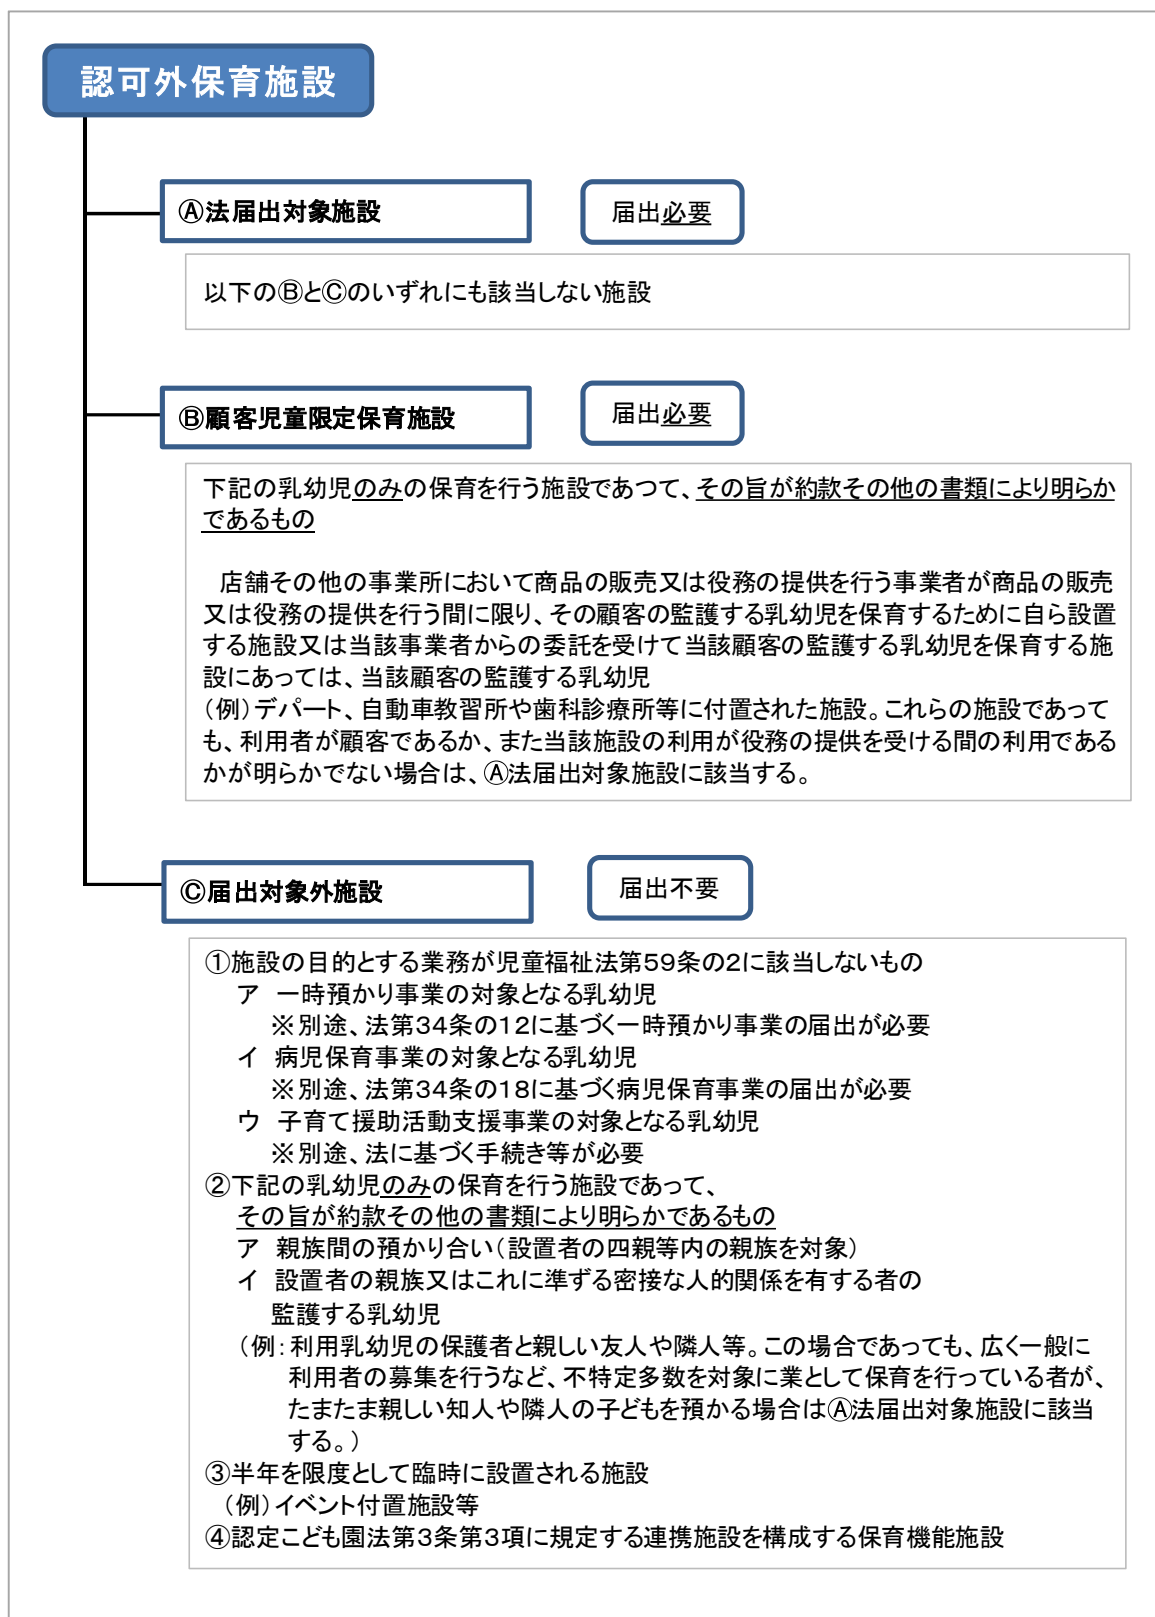 認可外保育施設
Ⓐ法届出対象施設
届出必要
以下のⒷとⒸのいずれにも該当しない施設
Ⓑ顧客児童限定保育施設
届出必要
下記の乳幼児のみの保育を行う施設であつて、その旨が約款その他の書類により明らか
であるもの
店舗その他の事業所において商品の販売又は役務の提供を行う事業者が商品の販売
又は役務の提供を行う間に限り、その顧客の監護する乳幼児を保育するために自ら設置
する施設又は当該事業者からの委託を受けて当該顧客の監護する乳幼児を保育する施
設にあっては、当該顧客の監護する乳幼児
（例）デパート、自動車教習所や歯科診療所等に付置された施設。これらの施設であって
も、利用者が顧客であるか、また当該施設の利用が役務の提供を受ける間の利用である
かが明らかでない場合は、Ⓐ法届出対象施設に該当する。
Ⓒ届出対象外施設
届出不要
①施設の目的とする業務が児童福祉法第59条の2に該当しないもの
ア 一時預かり事業の対象となる乳幼児
※別途、法第34条の12に基づく一時預かり事業の届出が必要
イ 病児保育事業の対象となる乳幼児
※別途、法第34条の18に基づく病児保育事業の届出が必要
ウ 子育て援助活動支援事業の対象となる乳幼児
※別途、法に基づく手続き等が必要
②下記の乳幼児のみの保育を行う施設であって、
その旨が約款その他の書類により明らかであるもの
ア 親族間の預かり合い（設置者の四親等内の親族を対象）
イ 設置者の親族又はこれに準ずる密接な人的関係を有する者の
監護する乳幼児
（例：利用乳幼児の保護者と親しい友人や隣人等。この場合であっても、広く一般に
利用者の募集を行うなど、不特定多数を対象に業として保育を行っている者が、
たまたま親しい知人や隣人の子どもを預かる場合はⒶ法届出対象施設に該当
する。）
③半年を限度として臨時に設置される施設
（例）イベント付置施設等
④認定こども園法第3条第3項に規定する連携施設を構成する保育機能施設